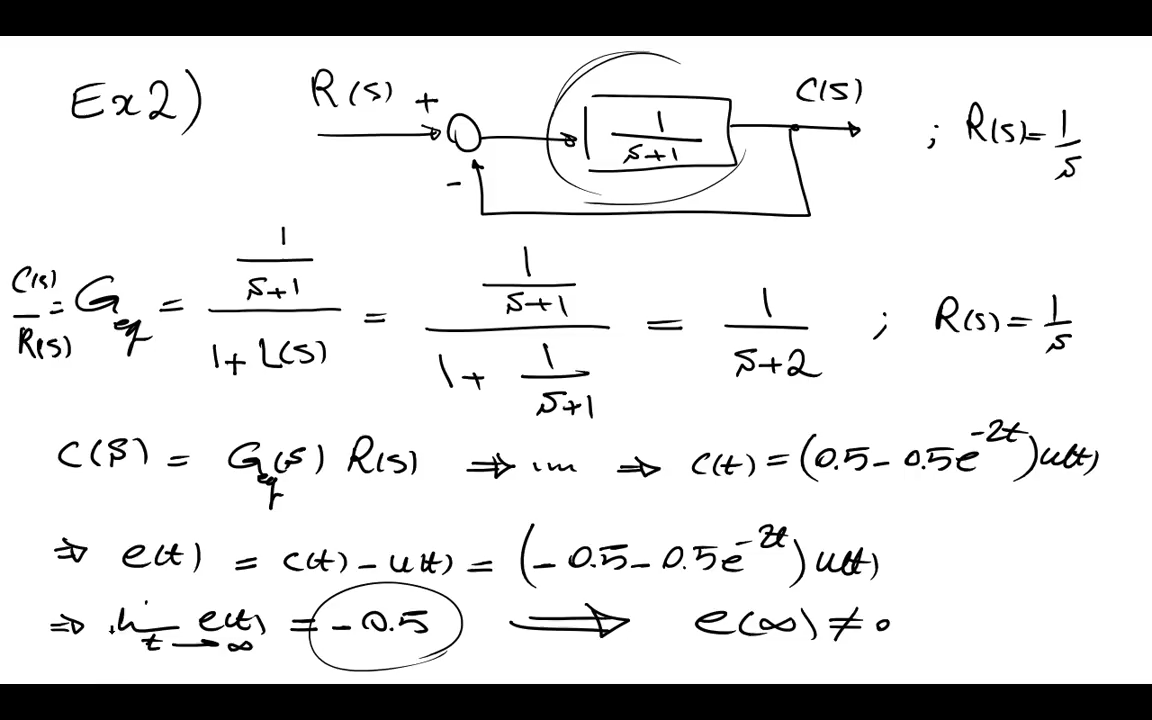 Ex2) R(s) + - 1/(s+1) C(s) ; R(s) = 1/s
C(s)/R(s) = G_eq = (1/(s+1))/(1 + L(s)) = (1/(s+1))/(1 + 1/(s+1)) = 1/(s+2) ; R(s) = 1/s
C(s) = G_eq(s) R(s) ⇒ ... ⇒ c(t) = (0.5 - 0.5e^{-2t}) u(t)
⇒ e(t) = c(t) - u(t) = (-0.5 - 0.5e^{-2t}) u(t)
⇒ lim_{t→∞} e(t) = -0.5 ⟹ e(∞) ≠ 0